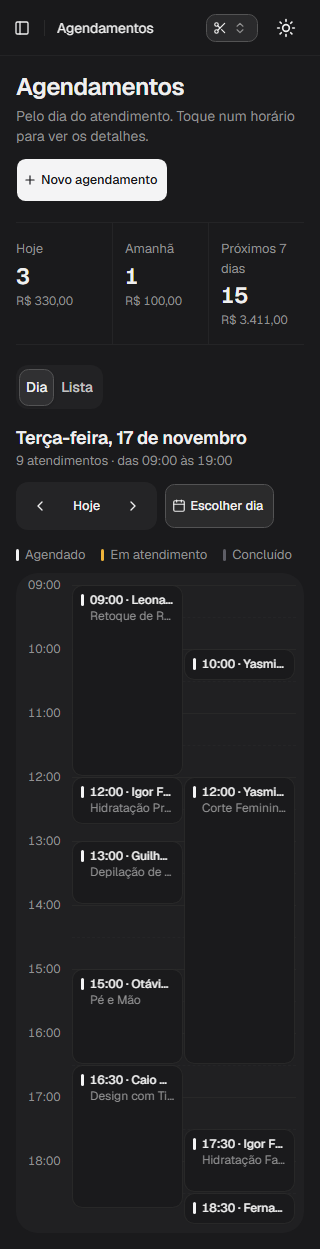 Agendamentos
Agendamentos
Pelo dia do atendimento. Toque num horário
para ver os detalhes.
+ Novo agendamento
Hoje
3
R$ 330,00
Amanhã
1
R$ 100,00
Próximos 7
dias
15
R$ 3.411,00
Dia Lista
Terça-feira, 17 de novembro
9 atendimentos · das 09:00 às 19:00
Hoje
Escolher dia
Agendado Em atendimento Concluído
09:00
09:00 · Leona...
Retoque de R...
10:00
10:00 · Yasmi...
11:00
12:00
12:00 · Igor F...
Hidratação Pr...
12:00 · Yasmi...
Corte Feminin...
13:00
13:00 · Guilh...
Depilação de ...
14:00
15:00
15:00 · Otávi...
Pé e Mão
16:00
16:30 · Caio ...
Design com Ti...
17:00
17:30 · Igor F...
Hidratação Fa...
18:00
18:30 · Ferna...